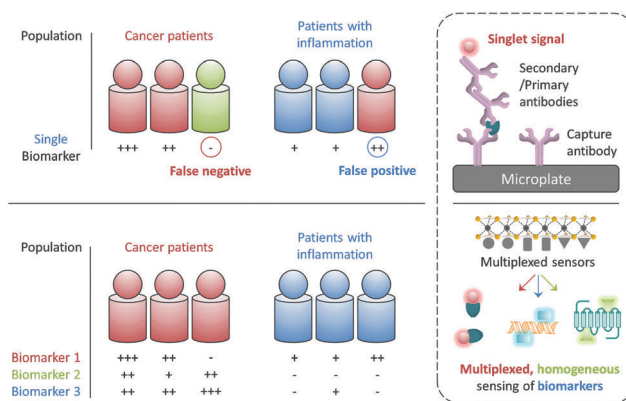 Population
Cancer patients
Patients with
inflammation
Single
Biomarker
+++ ++ - + + ++
False negative
False positive
Singlet signal
Secondary
/Primary
antibodies
Capture
antibody
Microplate
Population
Cancer patients
Patients with
inflammation
Biomarker 1 +++ ++ - + + ++
Biomarker 2 ++ + ++ - - -
Biomarker 3 ++ ++ +++ - + -
Multiplexed sensors
Multiplexed, homogeneous
sensing of biomarkers